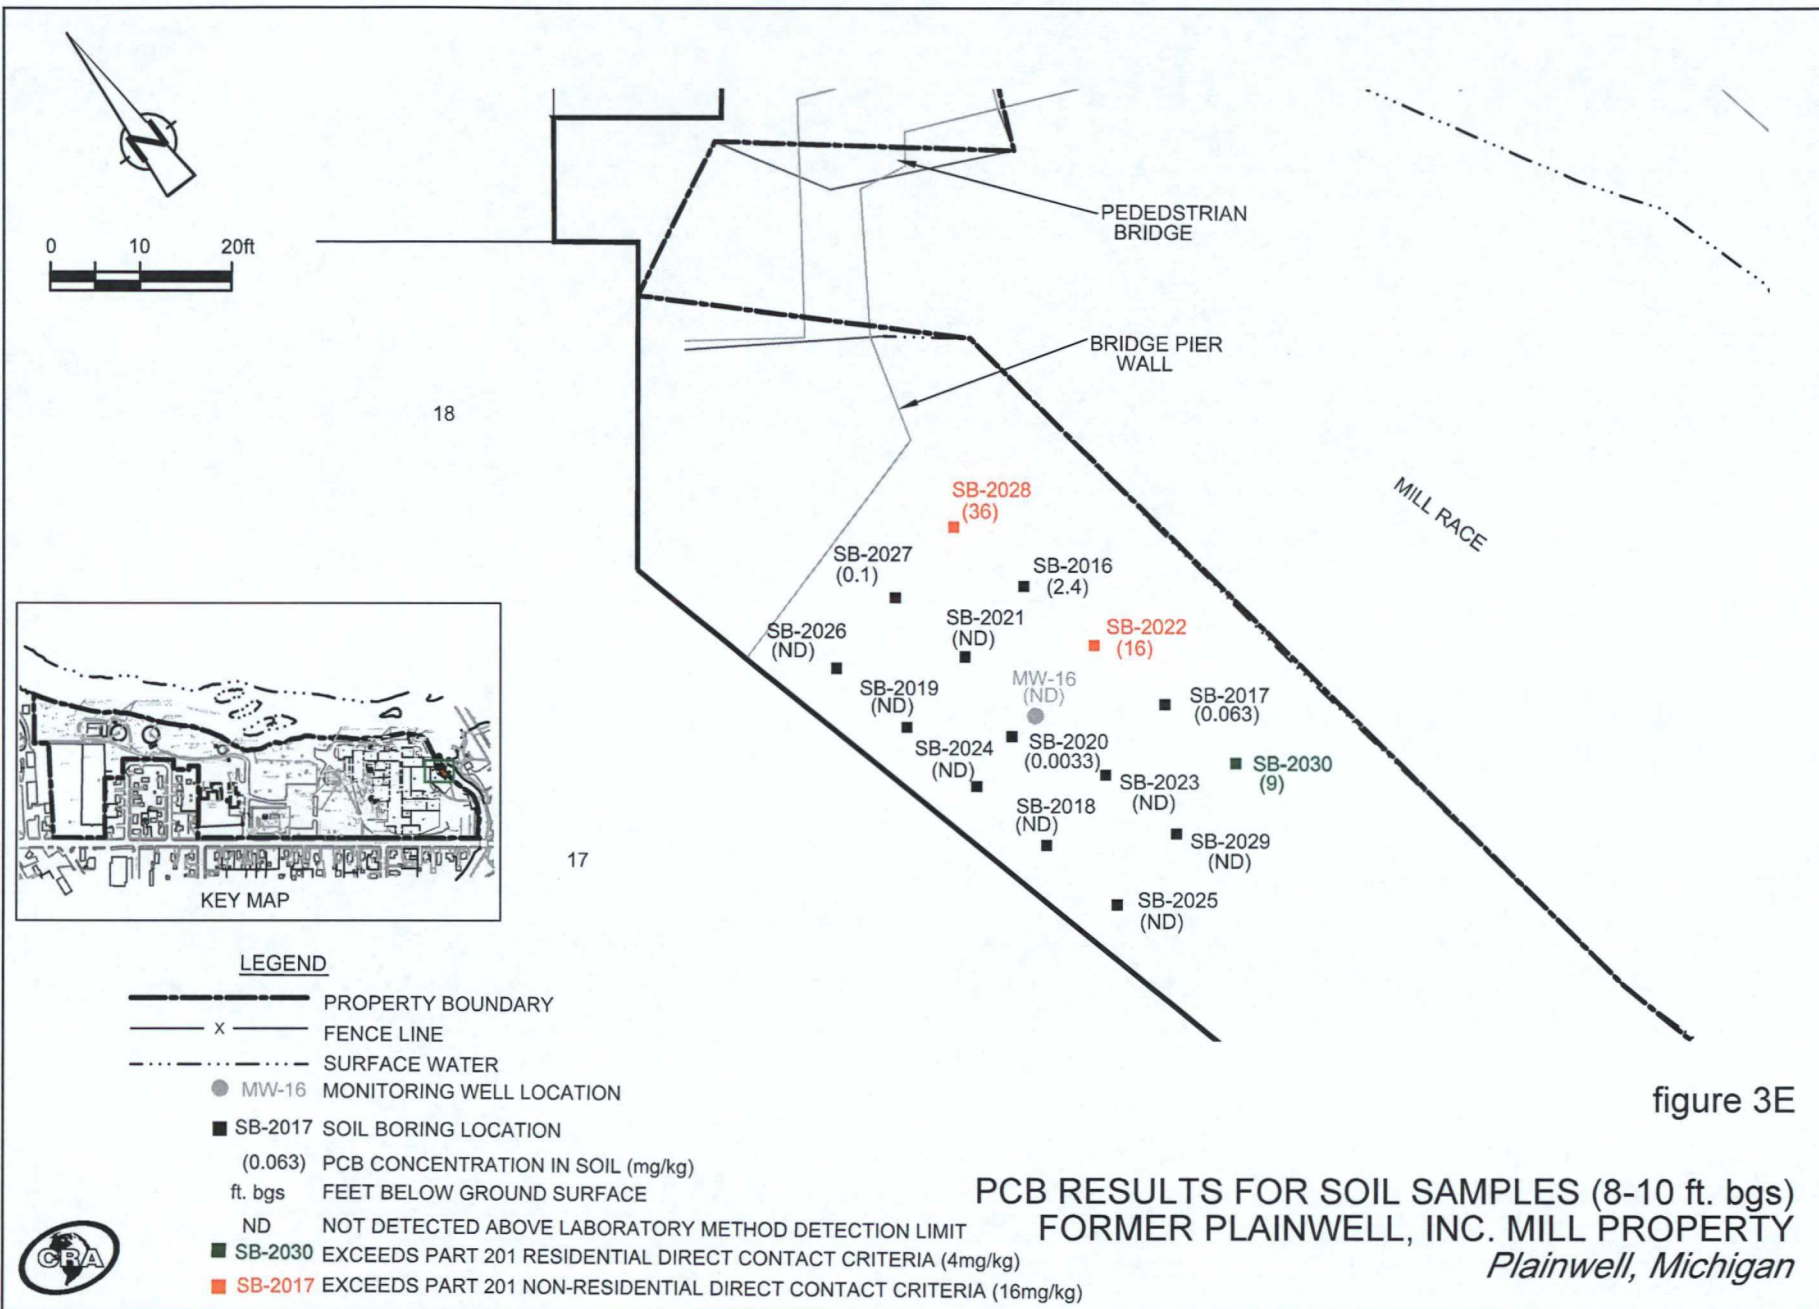 N
0 10 20ft
PEDEDSTRIAN
BRIDGE
BRIDGE PIER
WALL
18
MILL RACE
SB-2028
(36)
SB-2027
(0.1)
SB-2016
(2.4)
SB-2026
(ND)
SB-2021
(ND)
SB-2022
(16)
SB-2019
(ND)
MW-16
(ND)
SB-2017
(0.063)
SB-2024
(ND)
SB-2020
(0.0033)
SB-2030
(9)
SB-2023
(ND)
SB-2018
(ND)
SB-2029
(ND)
SB-2025
(ND)
17
KEY MAP
LEGEND
PROPERTY BOUNDARY
X FENCE LINE
SURFACE WATER
MW-16 MONITORING WELL LOCATION
SB-2017 SOIL BORING LOCATION
(0.063) PCB CONCENTRATION IN SOIL (mg/kg)
ft. bgs FEET BELOW GROUND SURFACE
ND NOT DETECTED ABOVE LABORATORY METHOD DETECTION LIMIT
SB-2030 EXCEEDS PART 201 RESIDENTIAL DIRECT CONTACT CRITERIA (4mg/kg)
SB-2017 EXCEEDS PART 201 NON-RESIDENTIAL DIRECT CONTACT CRITERIA (16mg/kg)
CRA
figure 3E
PCB RESULTS FOR SOIL SAMPLES (8-10 ft. bgs)
FORMER PLAINWELL, INC. MILL PROPERTY
Plainwell, Michigan